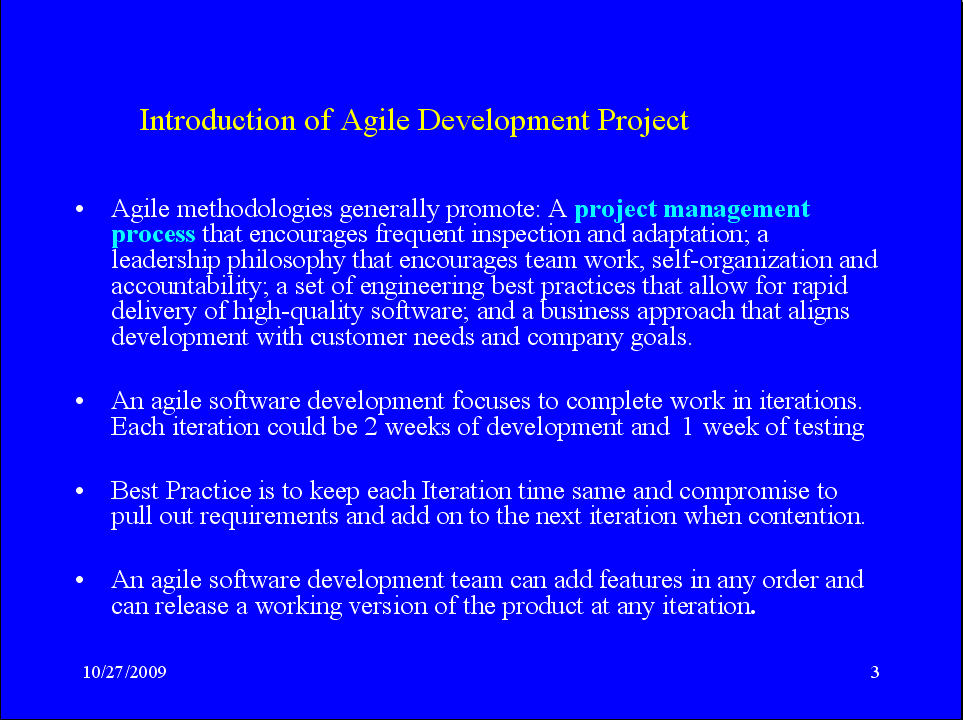 Introduction of Agile Development Project
• Agile methodologies generally promote: A project management
process that encourages frequent inspection and adaptation; a
leadership philosophy that encourages team work, self-organization and
accountability; a set of engineering best practices that allow for rapid
delivery of high-quality software; and a business approach that aligns
development with customer needs and company goals.
• An agile software development focuses to complete work in iterations.
Each iteration could be 2 weeks of development and 1 week of testing
• Best Practice is to keep each Iteration time same and compromise to
pull out requirements and add on to the next iteration when contention.
• An agile software development team can add features in any order and
can release a working version of the product at any iteration.
10/27/2009 3